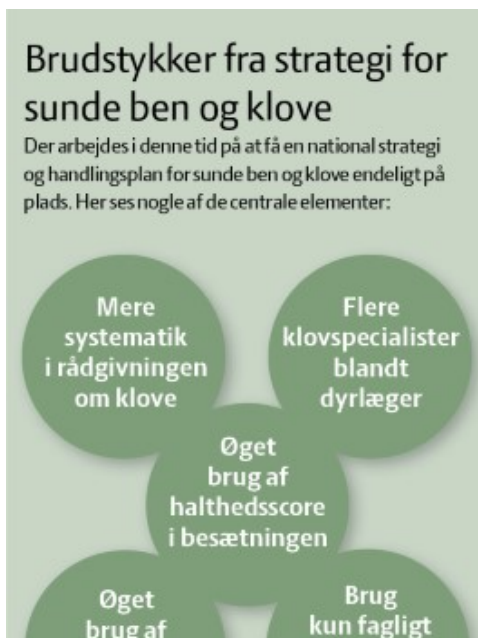 Brudstykker fra strategi for
sunde ben og klove
Der arbejdes i denne tid på at få en national strategi
og handlingsplan for sunde ben og klove endeligt på
plads. Her ses nogle af de centrale elementer:
Mere
systematik
i rådgivningen
om klove
Flere
klovspecialister
blandt
dyrlæger
Øget
brug af
halthedsscore
i besætningen
Øget
brug af
Brug
kun fagligt